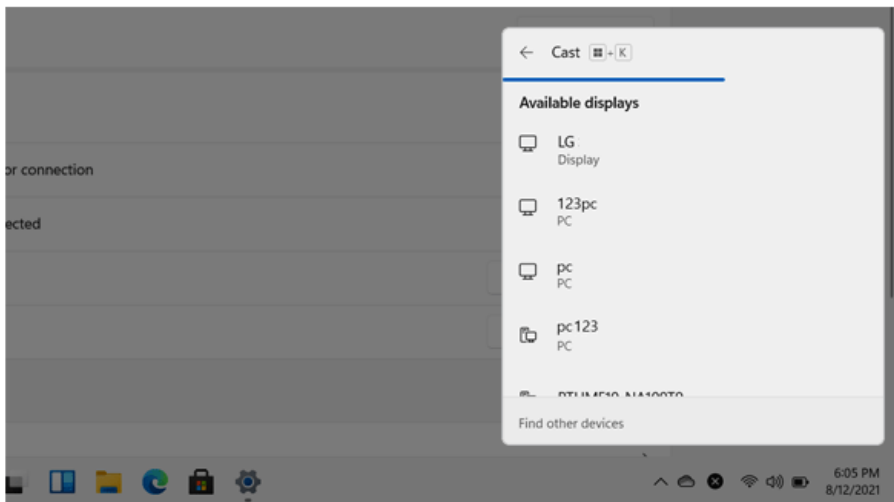 Cast +K
Available displays
LG
Display
123pc
PC
or connection
ected
pc
PC
pc123
PC
Find other devices
6:05 PM
8/12/2021